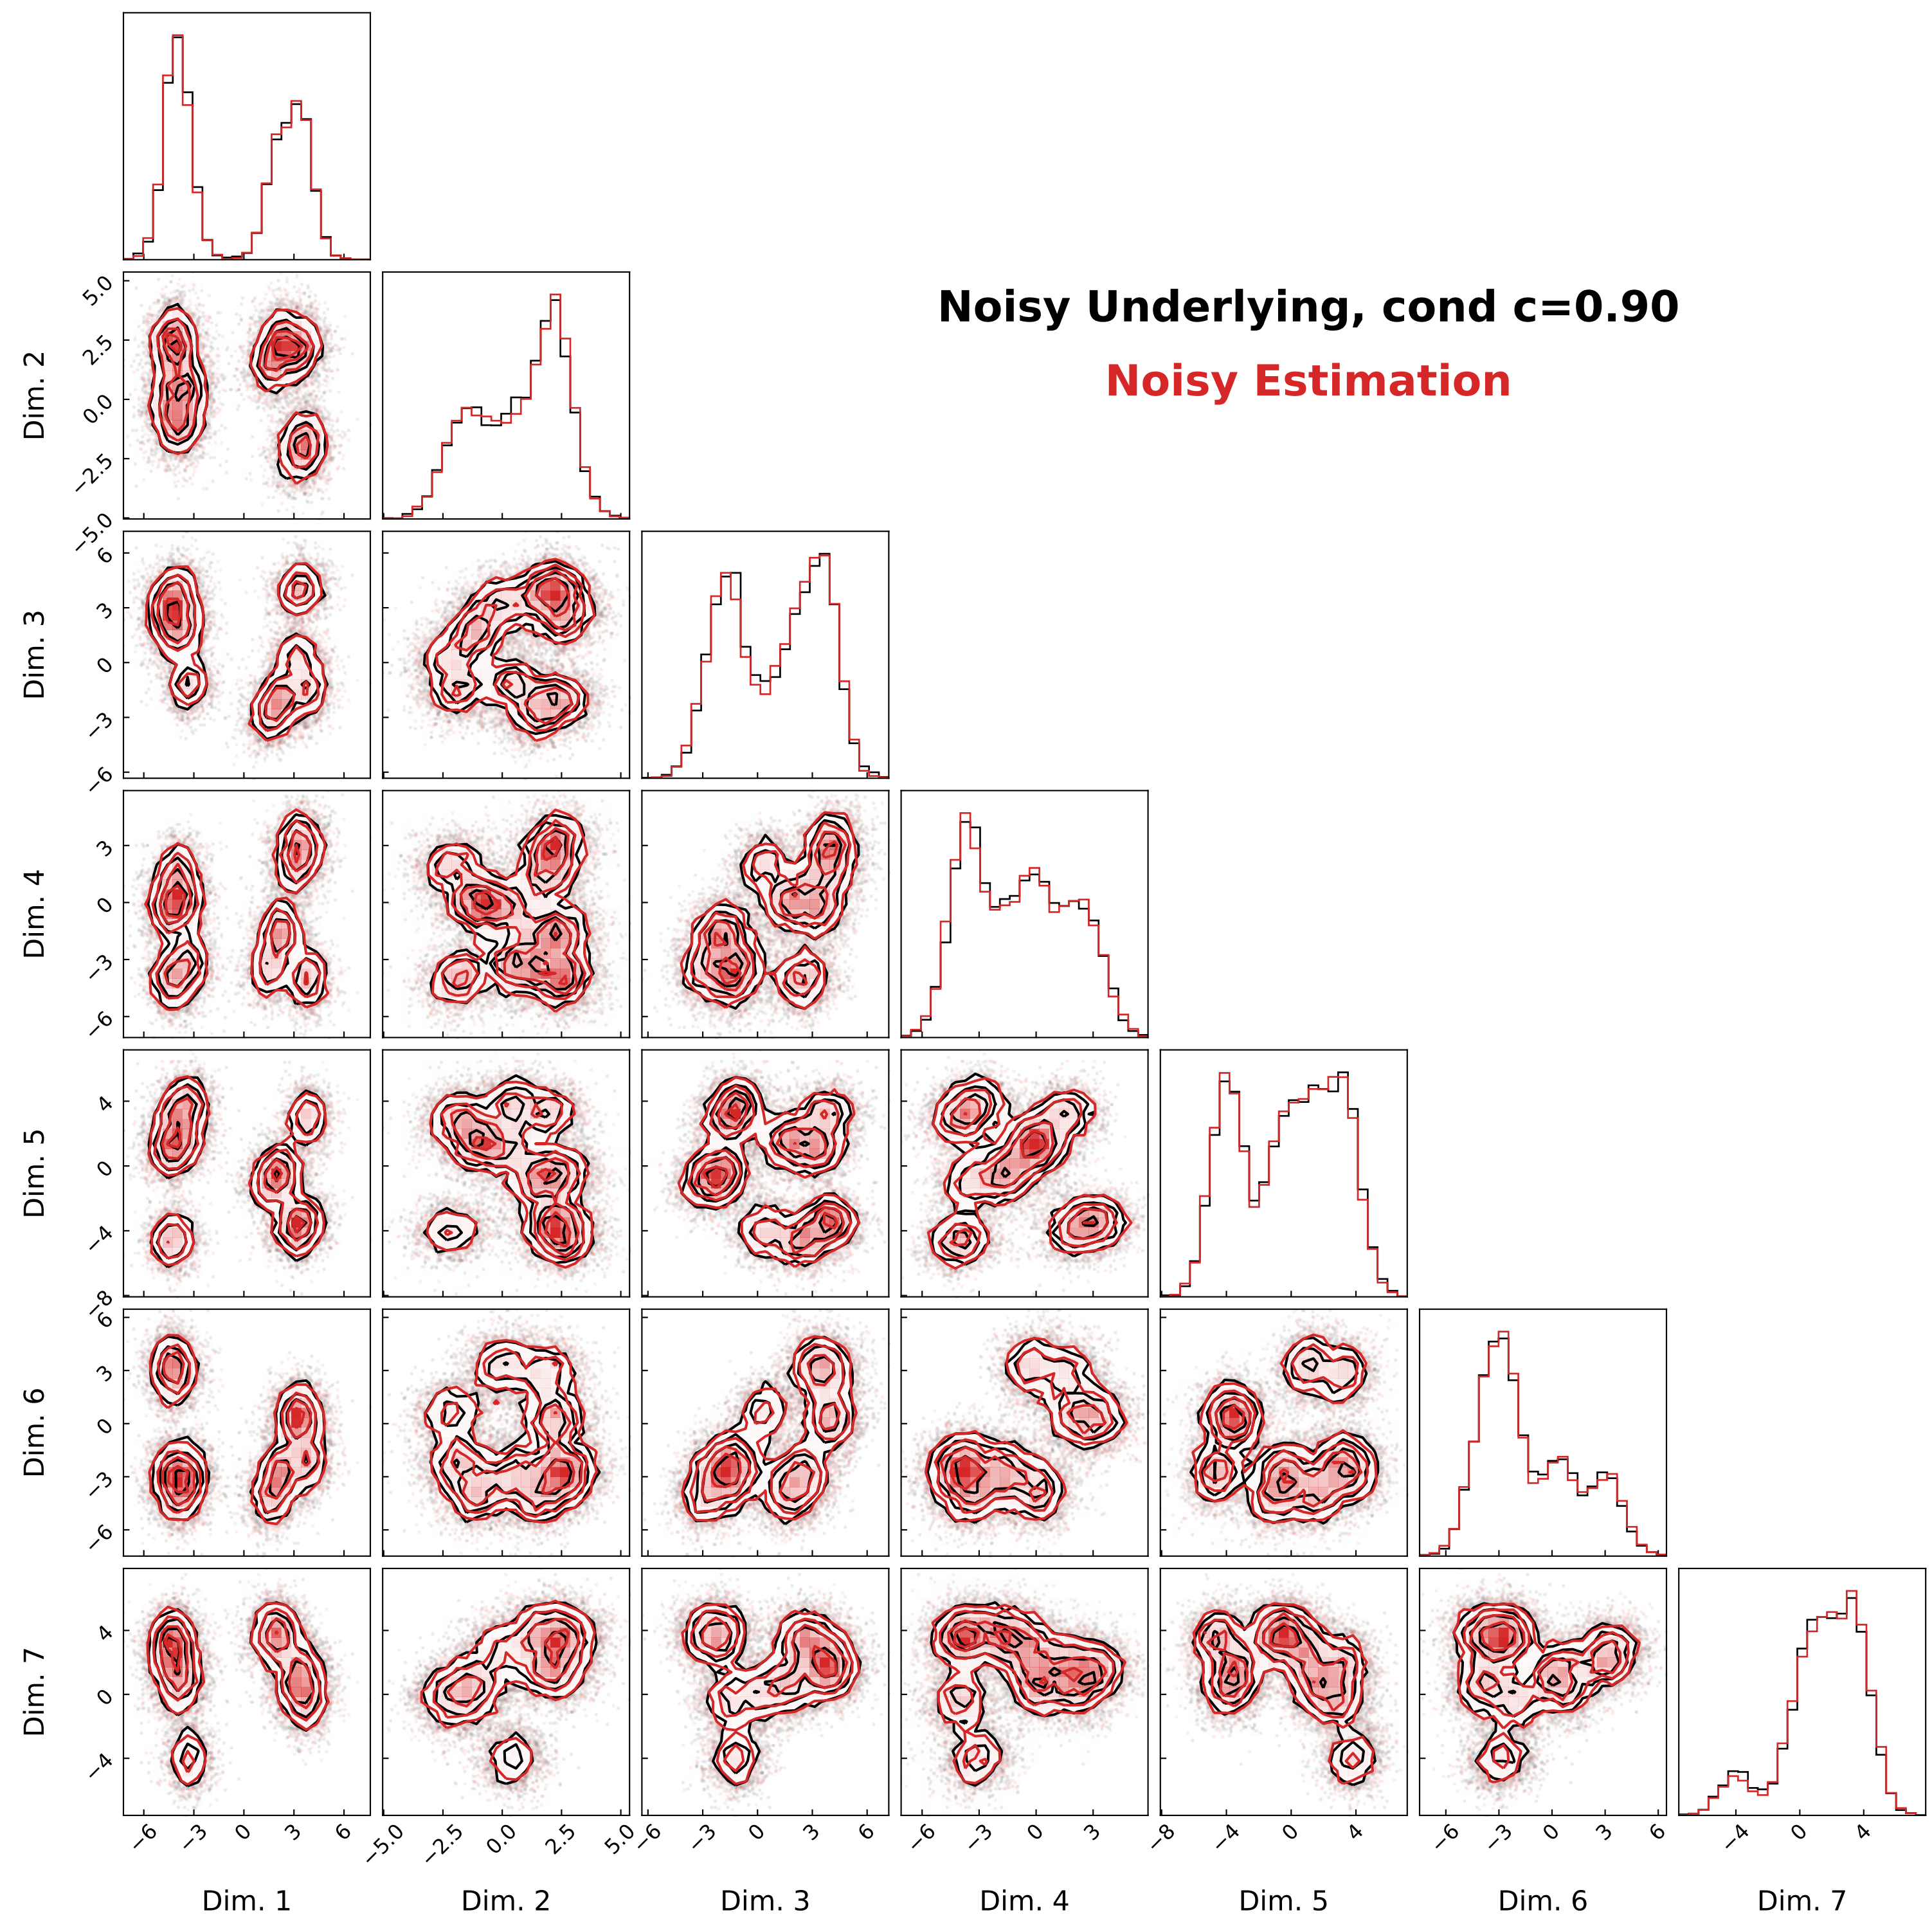 Noisy Underlying, cond c=0.90
Noisy Estimation
Dim. 2
5.0
2.5
0.0
−2.5
−5.0
Dim. 3
6
3
0
−3
−6
Dim. 4
3
0
−3
−6
Dim. 5
4
0
−4
−8
Dim. 6
6
3
0
−3
−6
Dim. 7
4
0
−4
−6 −3 0 3 6 −5.0 −2.5 0.0 2.5 5.0 −6 −3 0 3 6 −6 −3 0 3 −8 −4 0 4 −6 −3 0 3 6 −4 0 4
Dim. 1 Dim. 2 Dim. 3 Dim. 4 Dim. 5 Dim. 6 Dim. 7